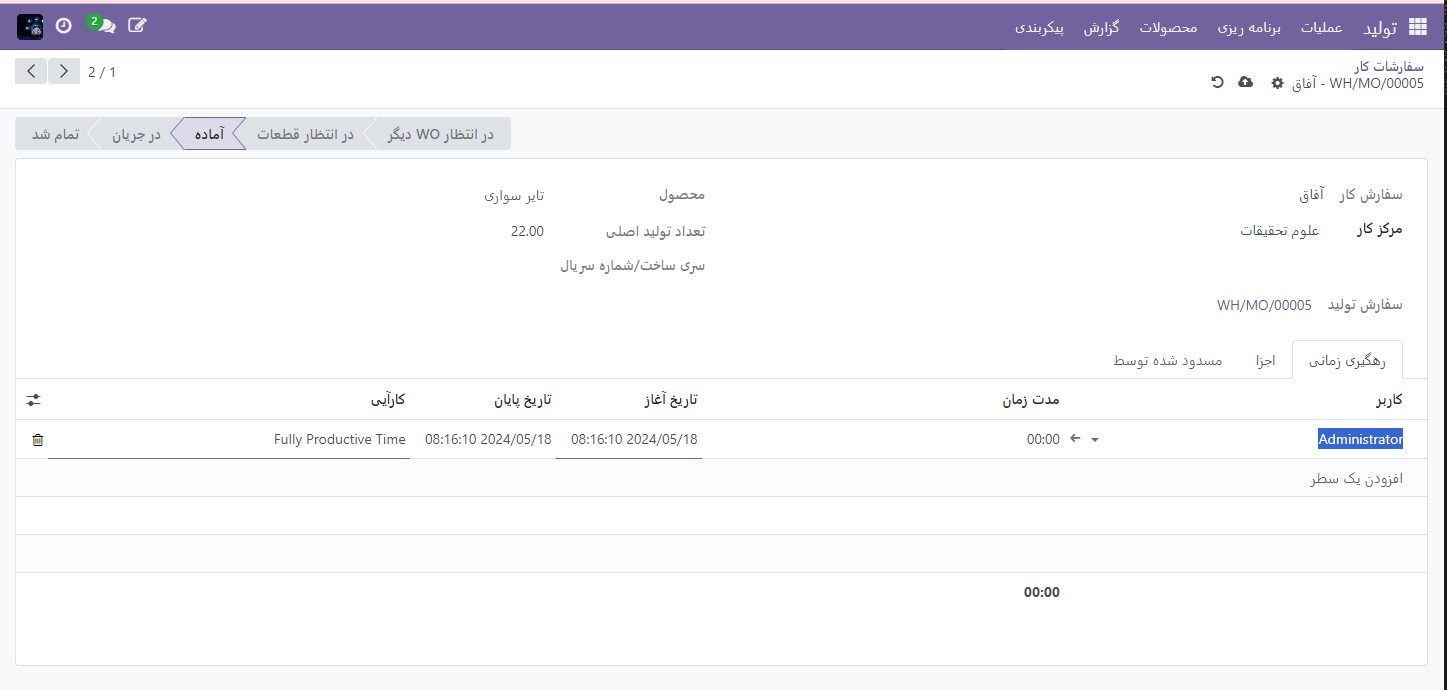 تولید عملیات برنامه ریزی محصولات گزارش پیکربندی 2
سفارشات کار
WH/MO/00005 - آفاق
2 / 1
در انتظار WO دیگر در انتظار قطعات آماده در جریان تمام شد
سفارش کار آفاق
مرکز کار علوم تحقیقات
سفارش تولید WH/MO/00005
محصول تایر سواری
تعداد تولید اصلی 22.00
سری ساخت/شماره سریال
رهگیری زمانی اجزا مسدود شده توسط
کاربر مدت زمان تاریخ آغاز تاریخ پایان کارآیی
Administrator 00:00 2024/05/18 08:16:10 2024/05/18 08:16:10 Fully Productive Time
افزودن یک سطر
00:00